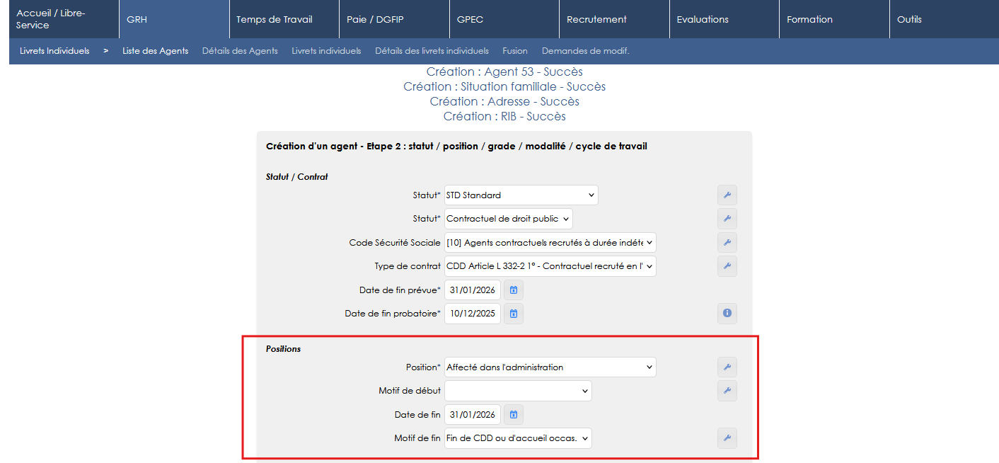 Accueil / Libre-Service
GRH
Temps de Travail
Paie / DGFIP
GPEC
Recrutement
Evaluations
Formation
Outils
Livrets Individuels > Liste des Agents Détails des Agents Livrets individuels Détails des livrets individuels Fusion Demandes de modif.
Création : Agent 53 - Succès
Création : Situation familiale - Succès
Création : Adresse - Succès
Création : RIB - Succès
Création d'un agent - Etape 2 : statut / position / grade / modalité / cycle de travail
Statut / Contrat
Statut* STD Standard
Statut* Contractuel de droit public
Code Sécurité Sociale [10] Agents contractuels recrutés à durée indéte
Type de contrat CDD Article L 332-2 1° - Contractuel recruté en l'
Date de fin prévue* 31/01/2026
Date de fin probatoire* 10/12/2025
Positions
Position* Affecté dans l'administration
Motif de début
Date de fin 31/01/2026
Motif de fin Fin de CDD ou d'accueil occas.